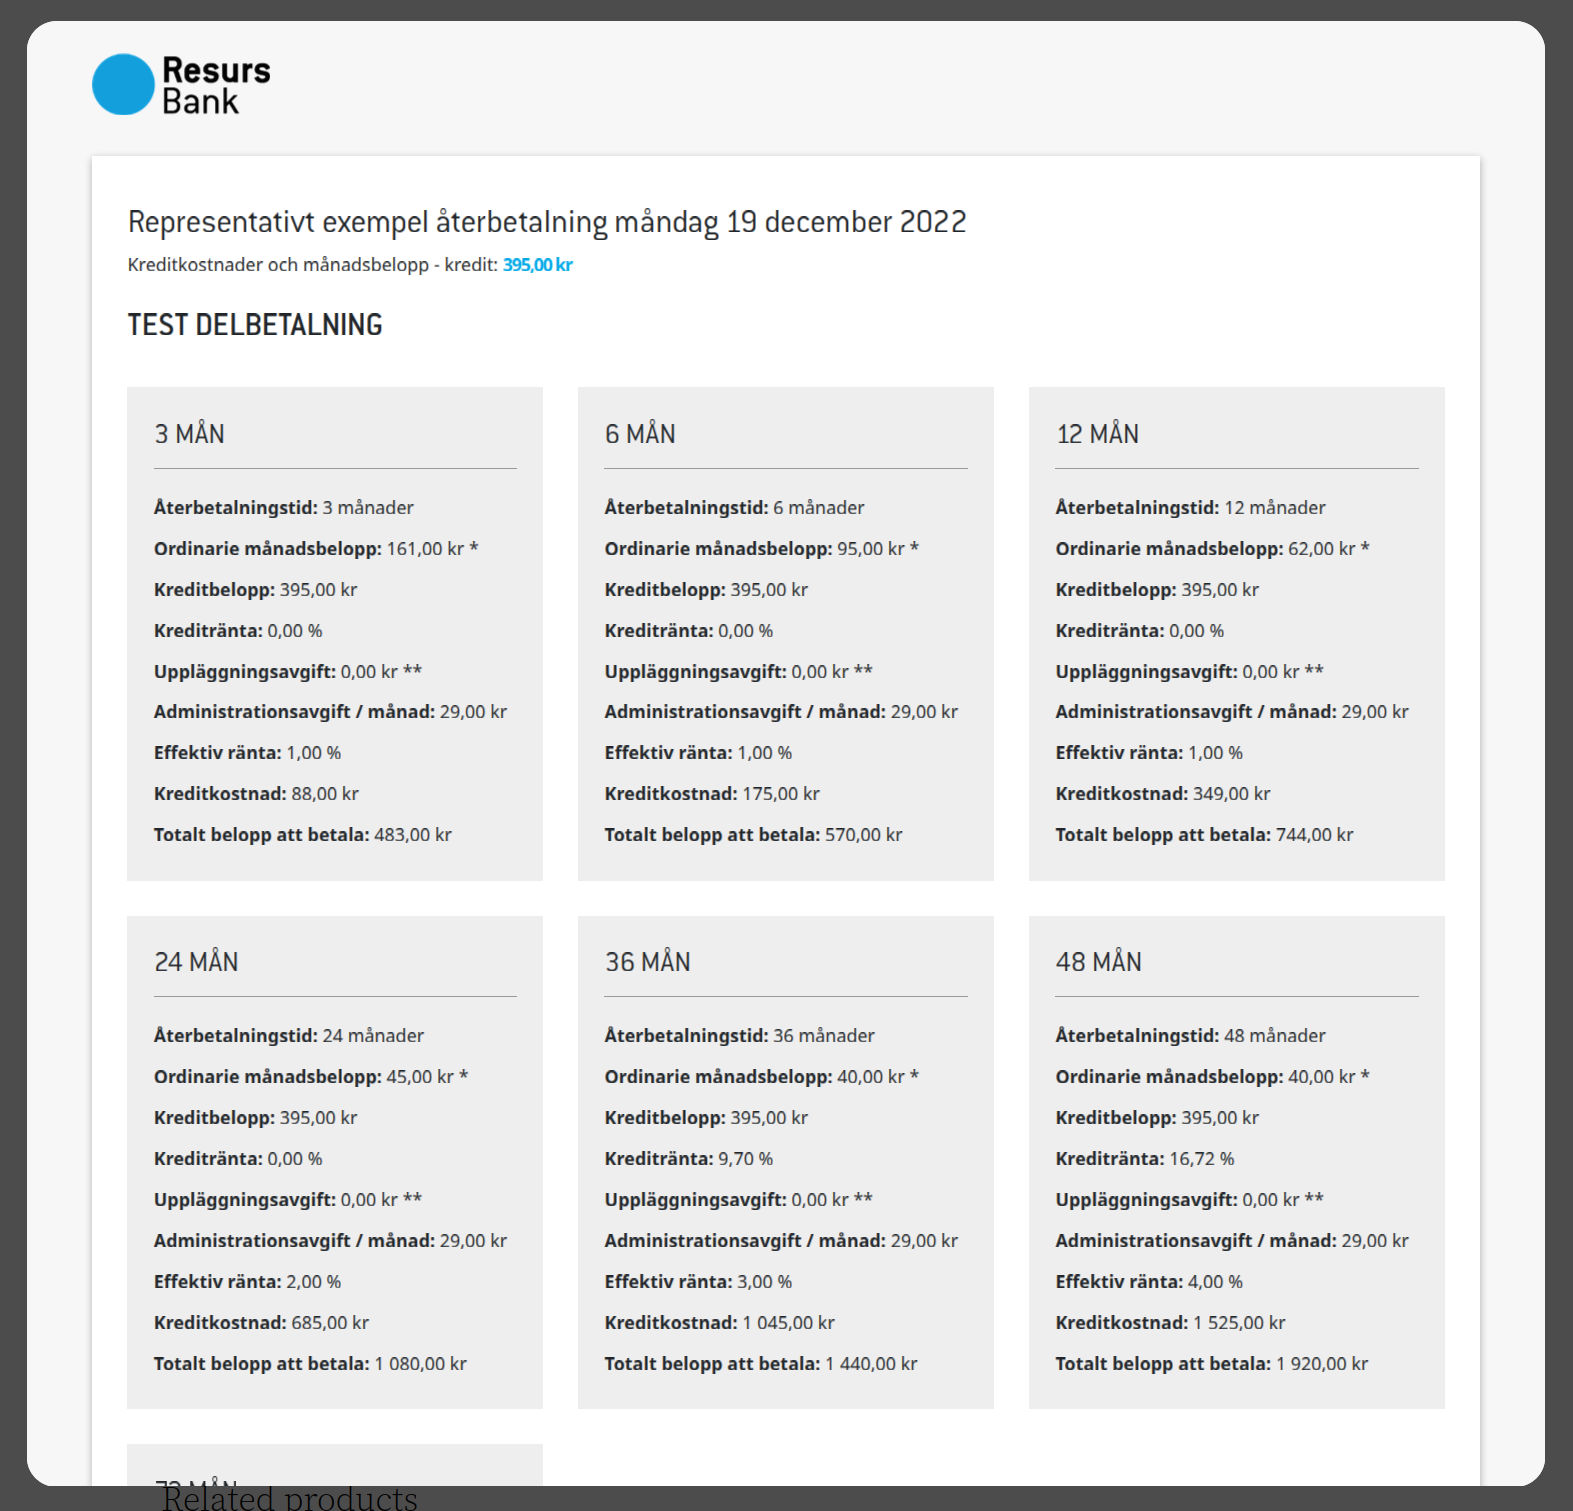 Resurs
Bank
Representativt exempel återbetalning måndag 19 december 2022
Kreditkostnader och månadsbelopp - kredit: 395,00 kr
TEST DELBETALNING
3 MÅN
Återbetalningstid: 3 månader
Ordinarie månadsbelopp: 161,00 kr *
Kreditbelopp: 395,00 kr
Kreditränta: 0,00 %
Uppläggningsavgift: 0,00 kr **
Administrationsavgift / månad: 29,00 kr
Effektiv ränta: 1,00 %
Kreditkostnad: 88,00 kr
Totalt belopp att betala: 483,00 kr
6 MÅN
Återbetalningstid: 6 månader
Ordinarie månadsbelopp: 95,00 kr *
Kreditbelopp: 395,00 kr
Kreditränta: 0,00 %
Uppläggningsavgift: 0,00 kr **
Administrationsavgift / månad: 29,00 kr
Effektiv ränta: 1,00 %
Kreditkostnad: 175,00 kr
Totalt belopp att betala: 570,00 kr
12 MÅN
Återbetalningstid: 12 månader
Ordinarie månadsbelopp: 62,00 kr *
Kreditbelopp: 395,00 kr
Kreditränta: 0,00 %
Uppläggningsavgift: 0,00 kr **
Administrationsavgift / månad: 29,00 kr
Effektiv ränta: 1,00 %
Kreditkostnad: 349,00 kr
Totalt belopp att betala: 744,00 kr
24 MÅN
Återbetalningstid: 24 månader
Ordinarie månadsbelopp: 45,00 kr *
Kreditbelopp: 395,00 kr
Kreditränta: 0,00 %
Uppläggningsavgift: 0,00 kr **
Administrationsavgift / månad: 29,00 kr
Effektiv ränta: 2,00 %
Kreditkostnad: 685,00 kr
Totalt belopp att betala: 1 080,00 kr
36 MÅN
Återbetalningstid: 36 månader
Ordinarie månadsbelopp: 40,00 kr *
Kreditbelopp: 395,00 kr
Kreditränta: 9,70 %
Uppläggningsavgift: 0,00 kr **
Administrationsavgift / månad: 29,00 kr
Effektiv ränta: 3,00 %
Kreditkostnad: 1 045,00 kr
Totalt belopp att betala: 1 440,00 kr
48 MÅN
Återbetalningstid: 48 månader
Ordinarie månadsbelopp: 40,00 kr *
Kreditbelopp: 395,00 kr
Kreditränta: 16,72 %
Uppläggningsavgift: 0,00 kr **
Administrationsavgift / månad: 29,00 kr
Effektiv ränta: 4,00 %
Kreditkostnad: 1 525,00 kr
Totalt belopp att betala: 1 920,00 kr
MÅN
Related products